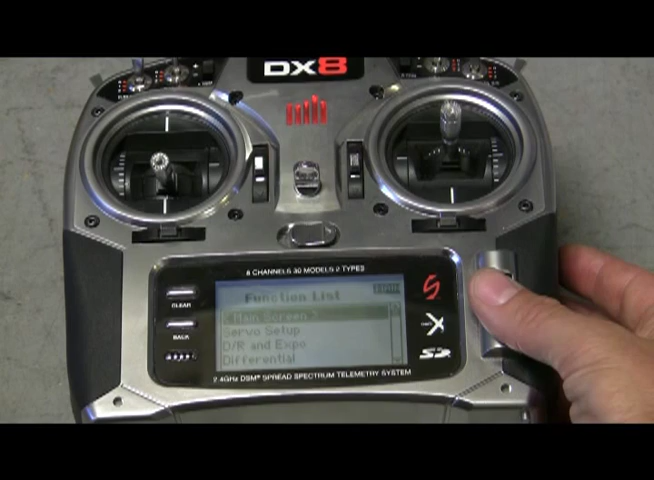 DX8
8 CHANNELS 30 MODELS 2 TYPES
Function List
< Main Screen >
Servo Setup
D/R and Expo
Differential
CLEAR
BACK
2.4GHz DSM® SPREAD SPECTRUM TELEMETRY SYSTEM